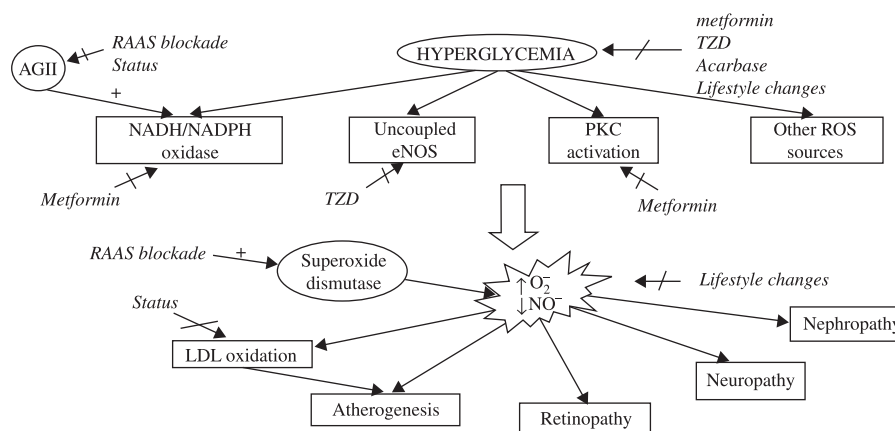 RAAS blockade
Status
AGII
+
HYPERGLYCEMIA
metformin
TZD
Acarbase
Lifestyle changes
NADH/NADPH
oxidase
Uncoupled
eNOS
PKC
activation
Other ROS
sources
Metformin
TZD
Metformin
RAAS blockade
+
Superoxide
dismutase
↑O₂⁻
↓NO⁻
Lifestyle changes
Status
LDL oxidation
Nephropathy
Neuropathy
Atherogenesis
Retinopathy